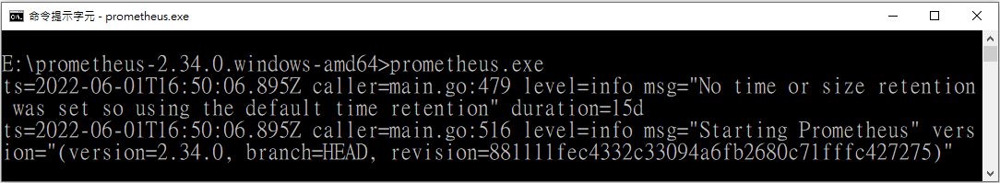 命令提示字元 - prometheus.exe
E:\prometheus-2.34.0.windows-amd64>prometheus.exe
ts=2022-06-01T16:50:06.895Z caller=main.go:479 level=info msg="No time or size retention
 was set so using the default time retention" duration=15d
ts=2022-06-01T16:50:06.895Z caller=main.go:516 level=info msg="Starting Prometheus" vers
ion="(version=2.34.0, branch=HEAD, revision=881111fec4332c33094a6fb2680c71fffc427275)"